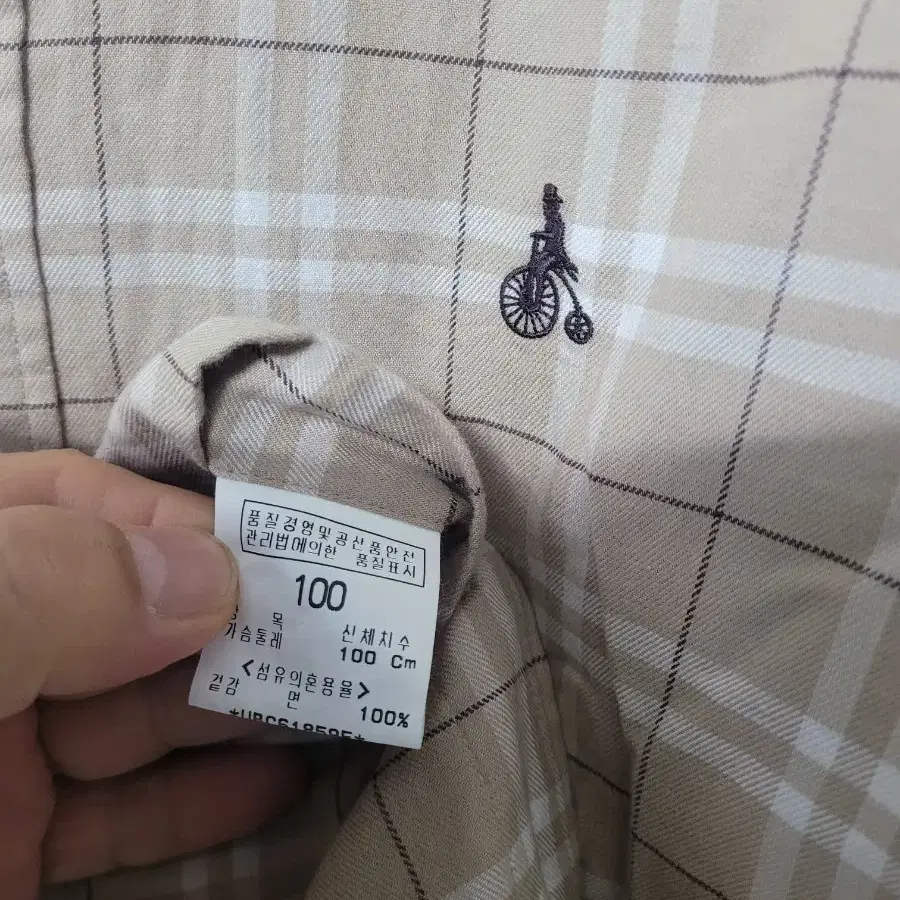 품질경영및공산품안전
관리법에의한 품질표시
100
목 신체치수
가슴둘레 100 Cm
<섬유의혼용율>
겉감 면 100%